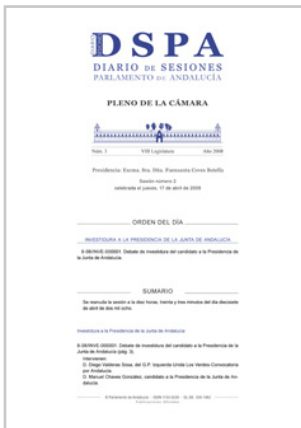 DIARIO
DSPA
DIARIO DE SESIONES
PARLAMENTO DE ANDALUCÍA
PLENO DE LA CÁMARA
Núm. 3 VIII Legislatura Año 2008
Presidencia: Excma. Sra. Dña. Fuensanta Coves Botella
Sesión número 2
celebrada el jueves, 17 de abril de 2008
ORDEN DEL DÍA
INVESTIDURA A LA PRESIDENCIA DE LA JUNTA DE ANDALUCÍA
8-08/INVE-000001. Debate de investidura del candidato a la Presidencia de
la Junta de Andalucía.
SUMARIO
Se reanuda la sesión a las diez horas, treinta y tres minutos del día diecisiete
de abril de dos mil ocho.
Investidura a la Presidencia de la Junta de Andalucía
8-08/INVE-000001. Debate de investidura del candidato a la Presidencia de la
Junta de Andalucía (pág. 3).
Intervienen:
D. Diego Valderas Sosa, del G.P. Izquierda Unida Los Verdes-Convocatoria
por Andalucía.
D. Manuel Chaves González, candidato a la Presidencia de la Junta de An-
dalucía.
© Parlamento de Andalucía
Publicaciones Oficiales